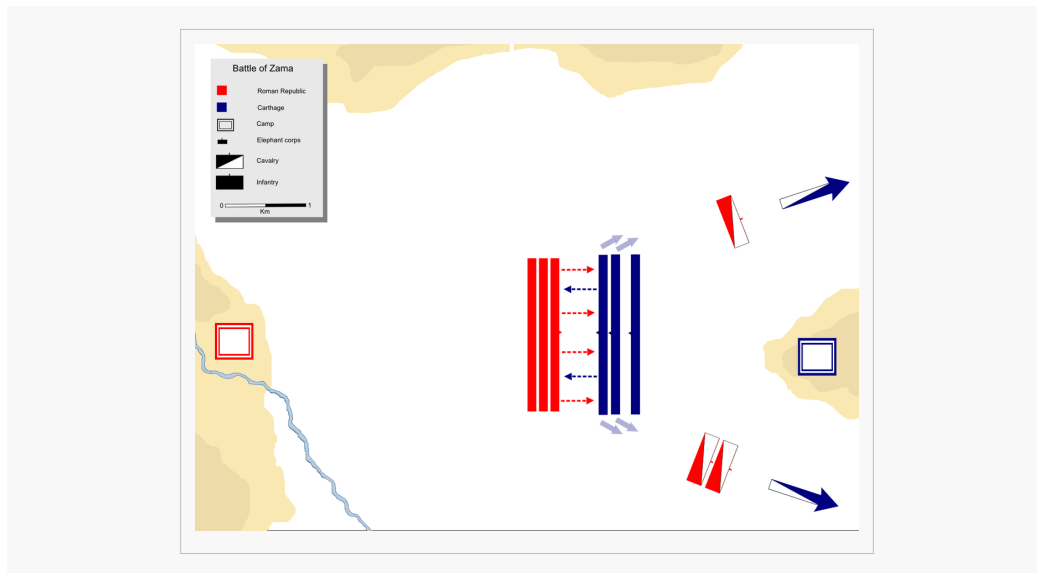 Battle of Zama
Roman Republic
Carthage
Camp
Elephant corps
Cavalry
Infantry
0 1
Km